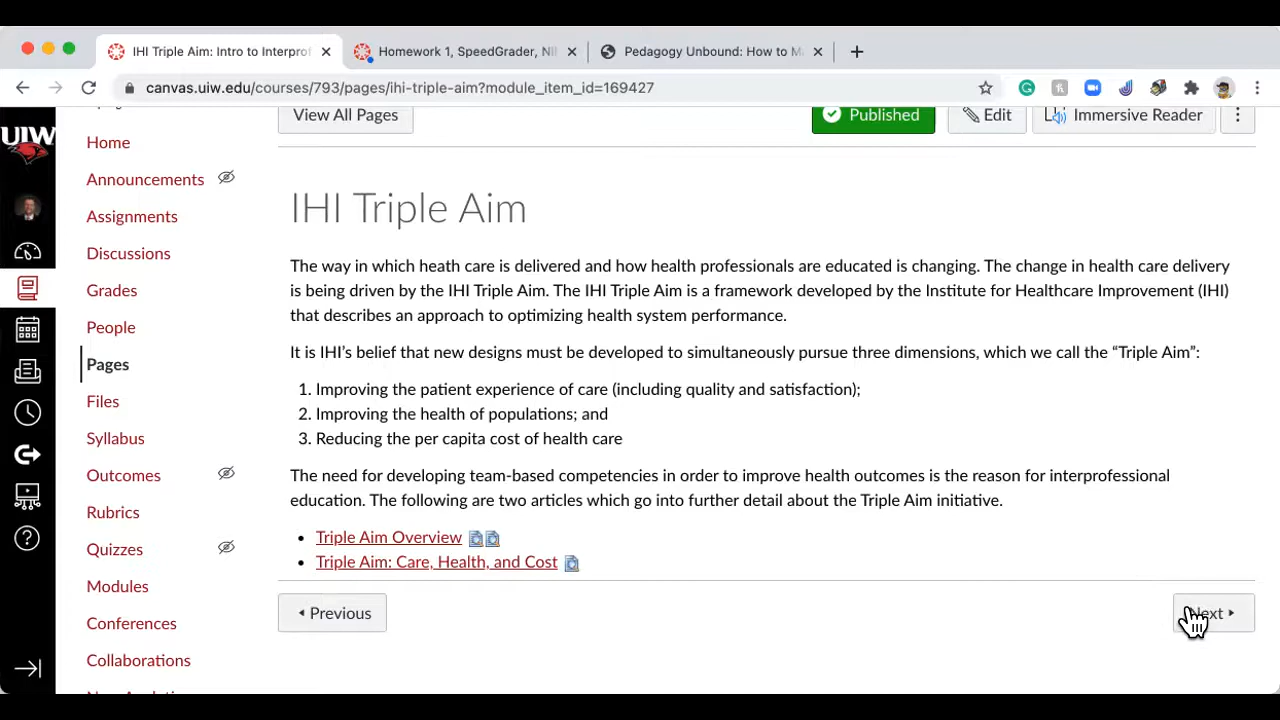 IHI Triple Aim: Intro to Interprof
Homework 1, SpeedGrader, NI
Pedagogy Unbound: How to M
canvas.uiw.edu/courses/793/pages/ihi-triple-aim?module_item_id=169427
UIW
View All Pages
Published
Edit
Immersive Reader
Home
Announcements
Assignments
Discussions
Grades
People
Pages
Files
Syllabus
Outcomes
Rubrics
Quizzes
Modules
Conferences
Collaborations
IHI Triple Aim
The way in which heath care is delivered and how health professionals are educated is changing. The change in health care delivery
is being driven by the IHI Triple Aim. The IHI Triple Aim is a framework developed by the Institute for Healthcare Improvement (IHI)
that describes an approach to optimizing health system performance.
It is IHI's belief that new designs must be developed to simultaneously pursue three dimensions, which we call the “Triple Aim”:
1. Improving the patient experience of care (including quality and satisfaction);
2. Improving the health of populations; and
3. Reducing the per capita cost of health care
The need for developing team-based competencies in order to improve health outcomes is the reason for interprofessional
education. The following are two articles which go into further detail about the Triple Aim initiative.
• Triple Aim Overview
• Triple Aim: Care, Health, and Cost
Previous
Next